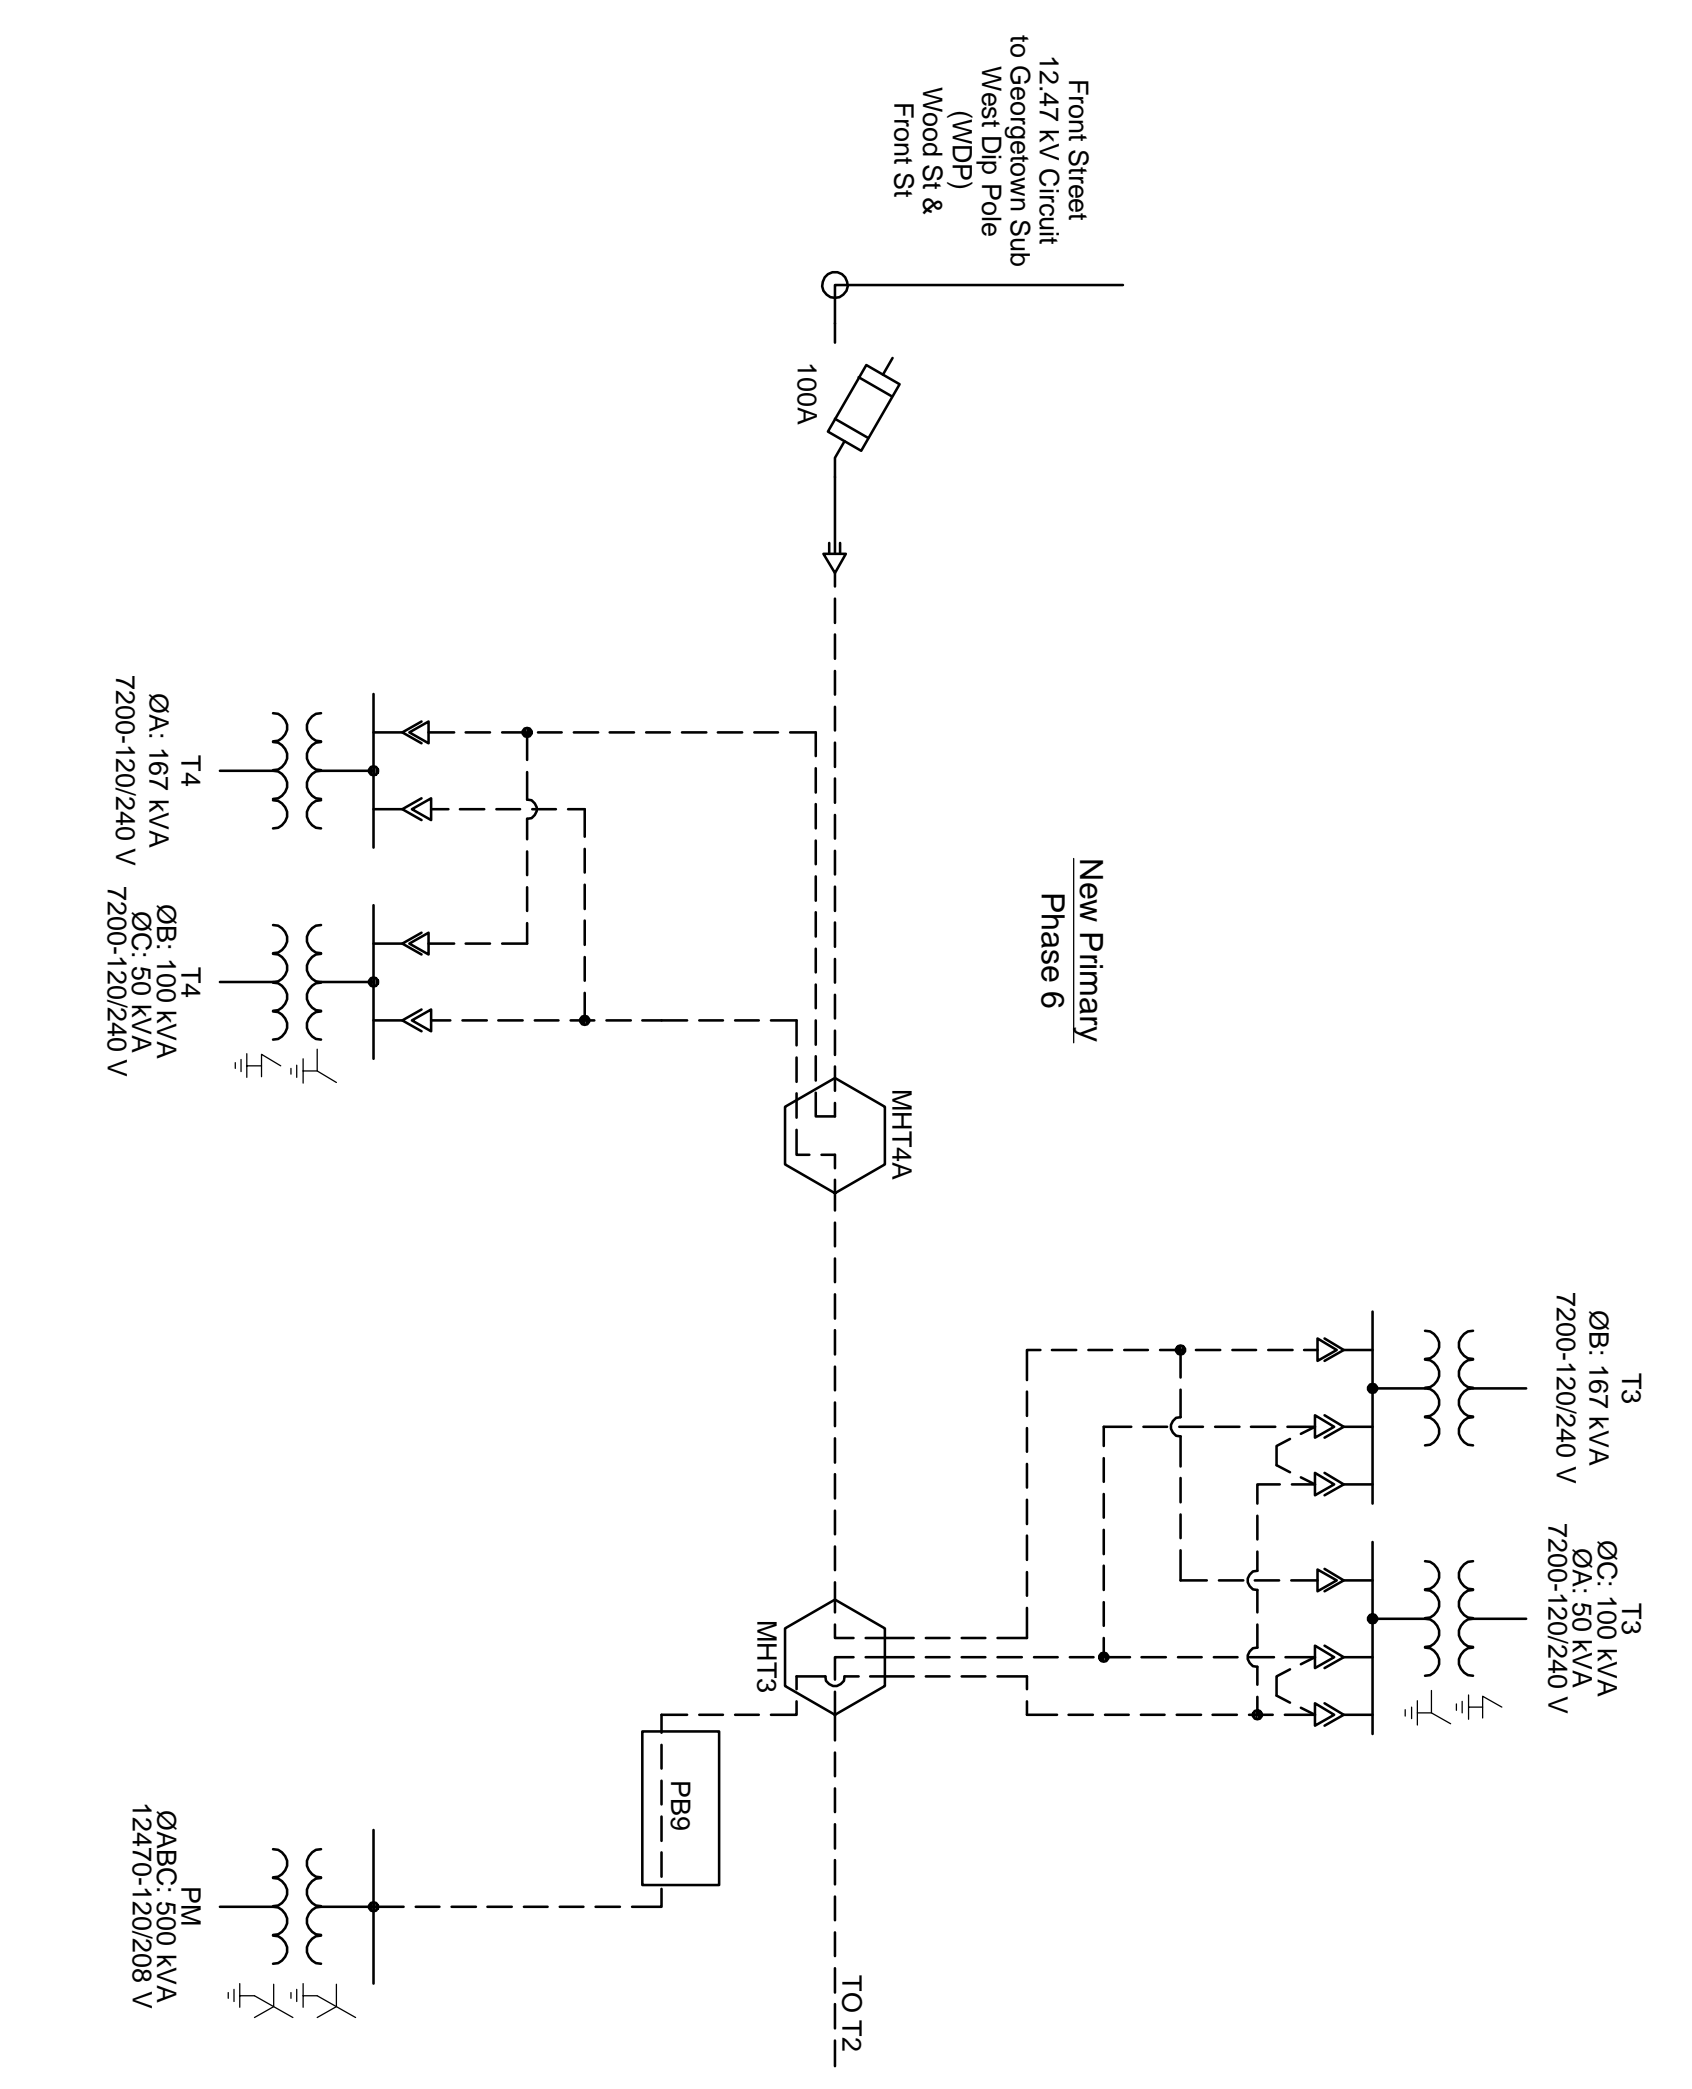 Front Street
12.47 kV Circuit
to Georgetown Sub
West Dip Pole
(WDP)
Wood St &
Front St
100A
New Primary
Phase 6
T4
ØA: 167 kVA
7200-120/240 V
T4
ØB: 100 kVA
ØC: 50 kVA
7200-120/240 V
MHT4A
T3
ØB: 167 kVA
7200-120/240 V
T3
ØC: 100 kVA
ØA: 50 kVA
7200-120/240 V
MHT3
PB9
PM
ØABC: 500 kVA
12470-120/208 V
TO T2